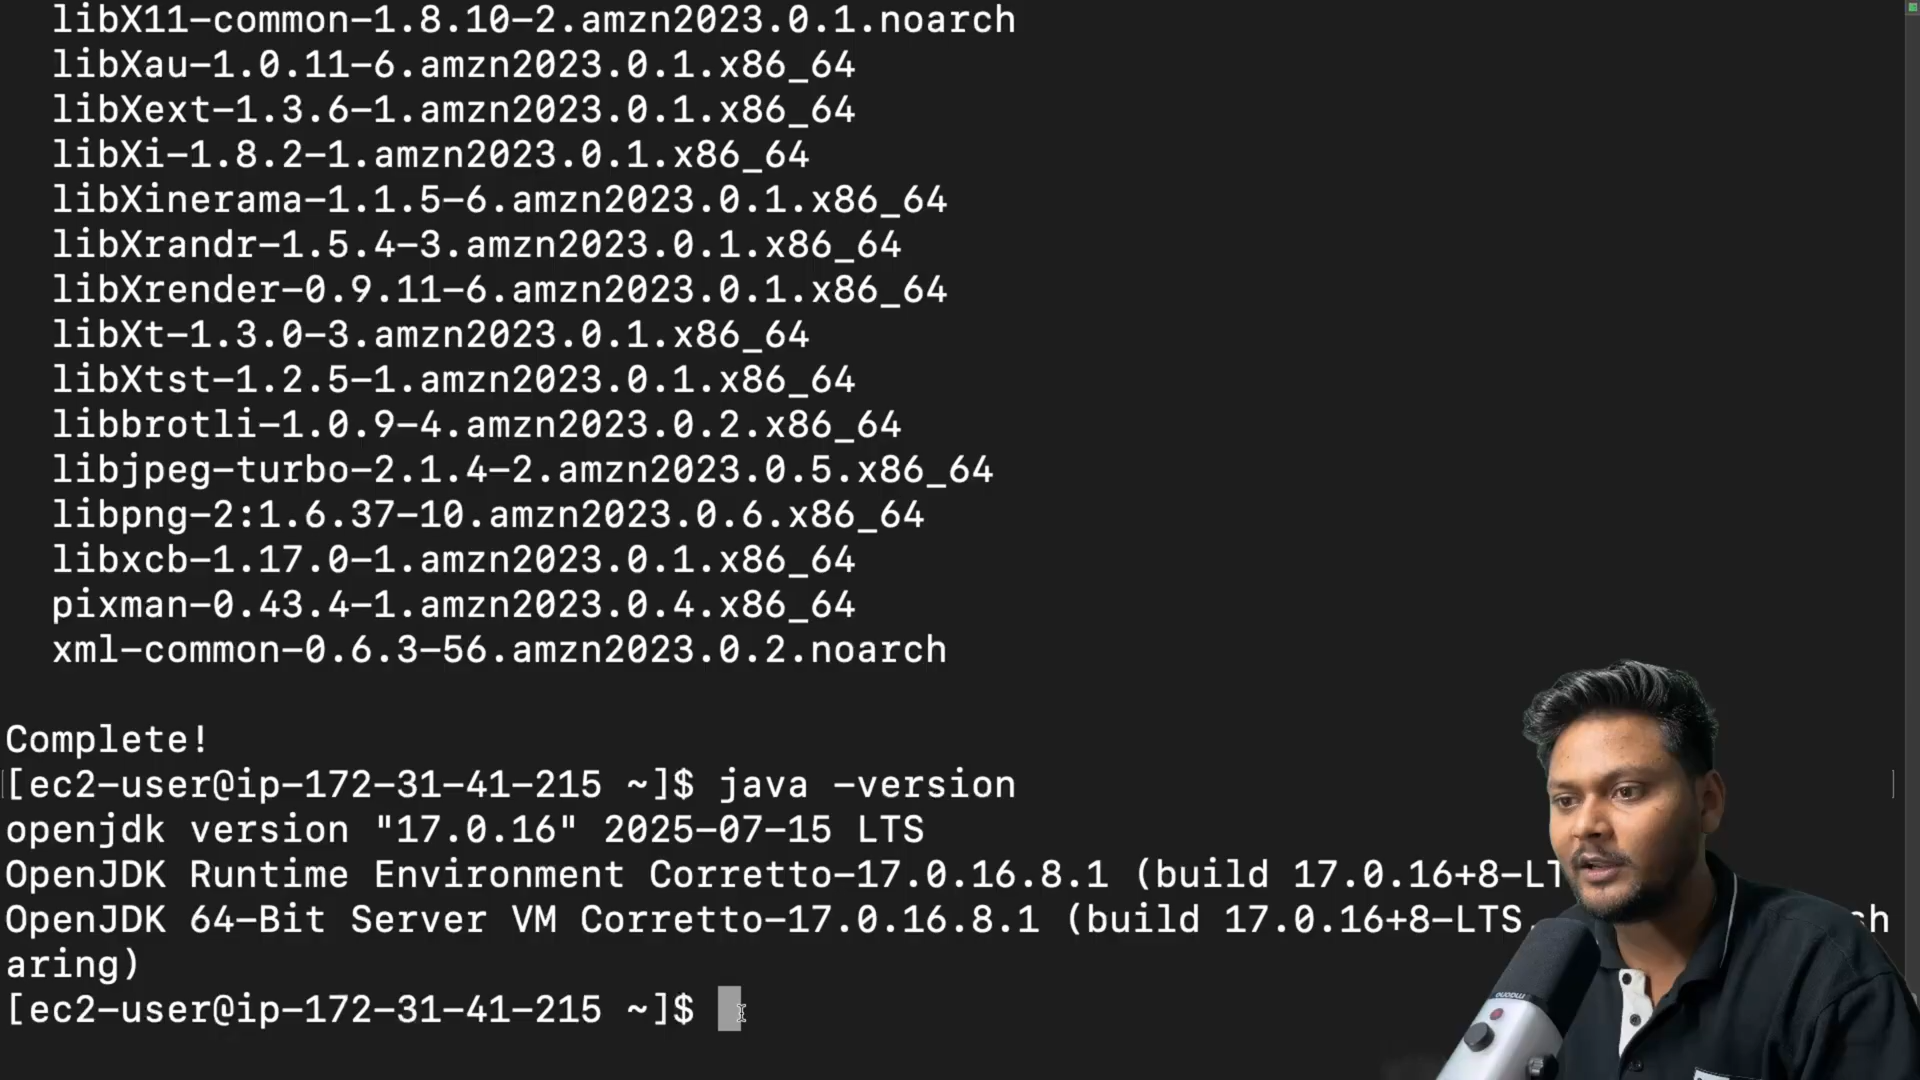 libX11-common-1.8.10-2.amzn2023.0.1.noarch
libXau-1.0.11-6.amzn2023.0.1.x86_64
libXext-1.3.6-1.amzn2023.0.1.x86_64
libXi-1.8.2-1.amzn2023.0.1.x86_64
libXinerama-1.1.5-6.amzn2023.0.1.x86_64
libXrandr-1.5.4-3.amzn2023.0.1.x86_64
libXrender-0.9.11-6.amzn2023.0.1.x86_64
libXt-1.3.0-3.amzn2023.0.1.x86_64
libXtst-1.2.5-1.amzn2023.0.1.x86_64
libbrotli-1.0.9-4.amzn2023.0.2.x86_64
libjpeg-turbo-2.1.4-2.amzn2023.0.5.x86_64
libpng-2:1.6.37-10.amzn2023.0.6.x86_64
libxcb-1.17.0-1.amzn2023.0.1.x86_64
pixman-0.43.4-1.amzn2023.0.4.x86_64
xml-common-0.6.3-56.amzn2023.0.2.noarch
Complete!
[ec2-user@ip-172-31-41-215 ~]$ java -version
openjdk version "17.0.16" 2025-07-15 LTS
OpenJDK Runtime Environment Corretto-17.0.16.8.1 (build 17.0.16+8-LT
OpenJDK 64-Bit Server VM Corretto-17.0.16.8.1 (build 17.0.16+8-LTS
aring)
[ec2-user@ip-172-31-41-215 ~]$
maono